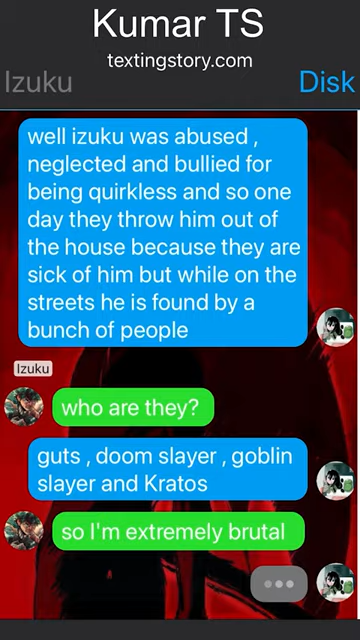 Kumar TS
textingstory.com
Izuku
Disk
well izuku was abused ,
neglected and bullied for
being quirkless and so one
day they throw him out of
the house because they are
sick of him but while on the
streets he is found by a
bunch of people
Izuku
who are they?
guts , doom slayer , goblin
slayer and Kratos
so I'm extremely brutal